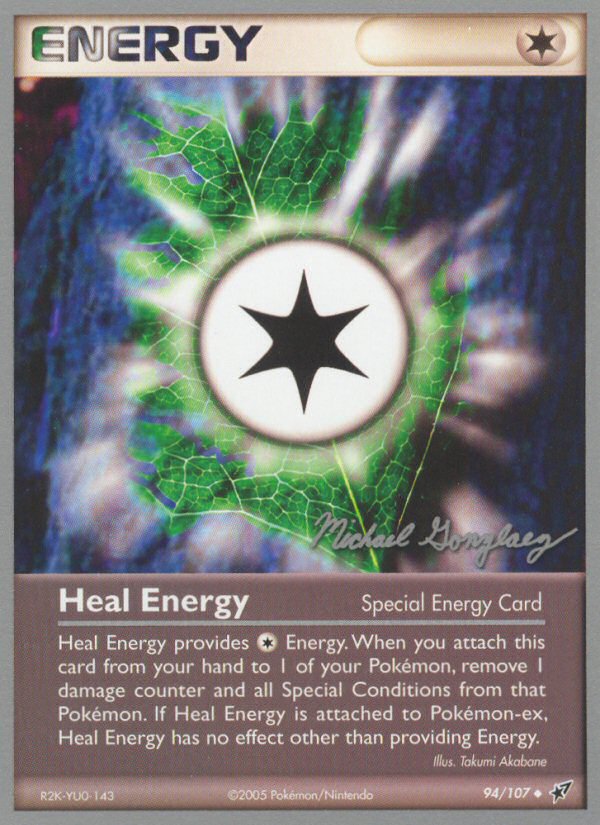 ENERGY
Michael Gonzlaez
Heal Energy
Special Energy Card
Heal Energy provides Energy. When you attach this
card from your hand to 1 of your Pokémon, remove 1
damage counter and all Special Conditions from that
Pokémon. If Heal Energy is attached to Pokémon-ex,
Heal Energy has no effect other than providing Energy.
Illus. Takumi Akabane
R2K-YU0-143
©2005 Pokémon/Nintendo
94/107